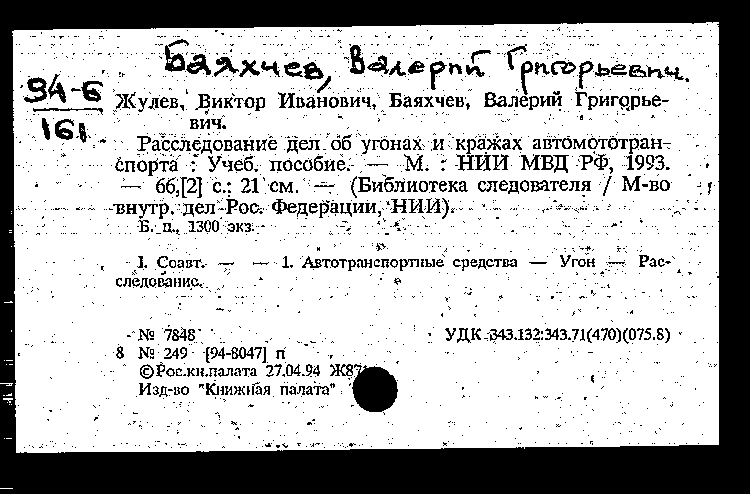 Баяхчев, Валерий Григорьевич.
94-6
161
Жулев, Виктор Иванович, Баяхчев, Валерий Григорье-
вич.
Расследование дел об угонах и кражах автомототран-
спорта : Учеб. пособие. — М. : НИИ МВД РФ, 1993.
— 66,[2] с.; 21 см. — (Библиотека следователя / М-во
внутр. дел Рос. Федерации, НИИ).
Б. ц., 1300 экз.
I. Соавт. — — 1. Автотранспортные средства — Угон — Рас-
следование.
№ 7848 УДК 343.132:343.71(470)(075.8)
8 № 249 [94-8047] п
©Рос.кн.палата 27.04.94 Ж87
Изд-во "Книжная палата"